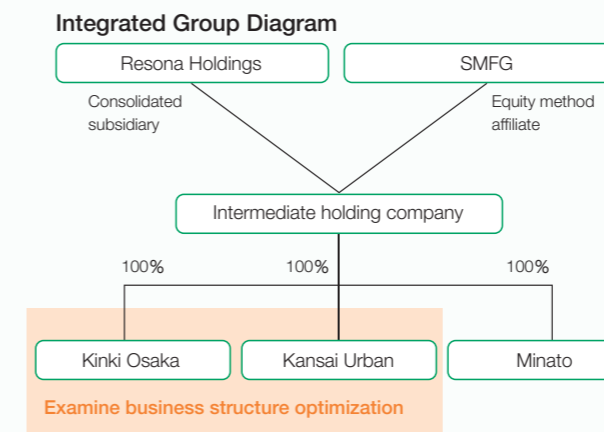 Integrated Group Diagram
Resona Holdings
SMFG
Consolidated
subsidiary
Equity method
affiliate
Intermediate holding company
100%
100%
100%
Kinki Osaka
Kansai Urban
Minato
Examine business structure optimization